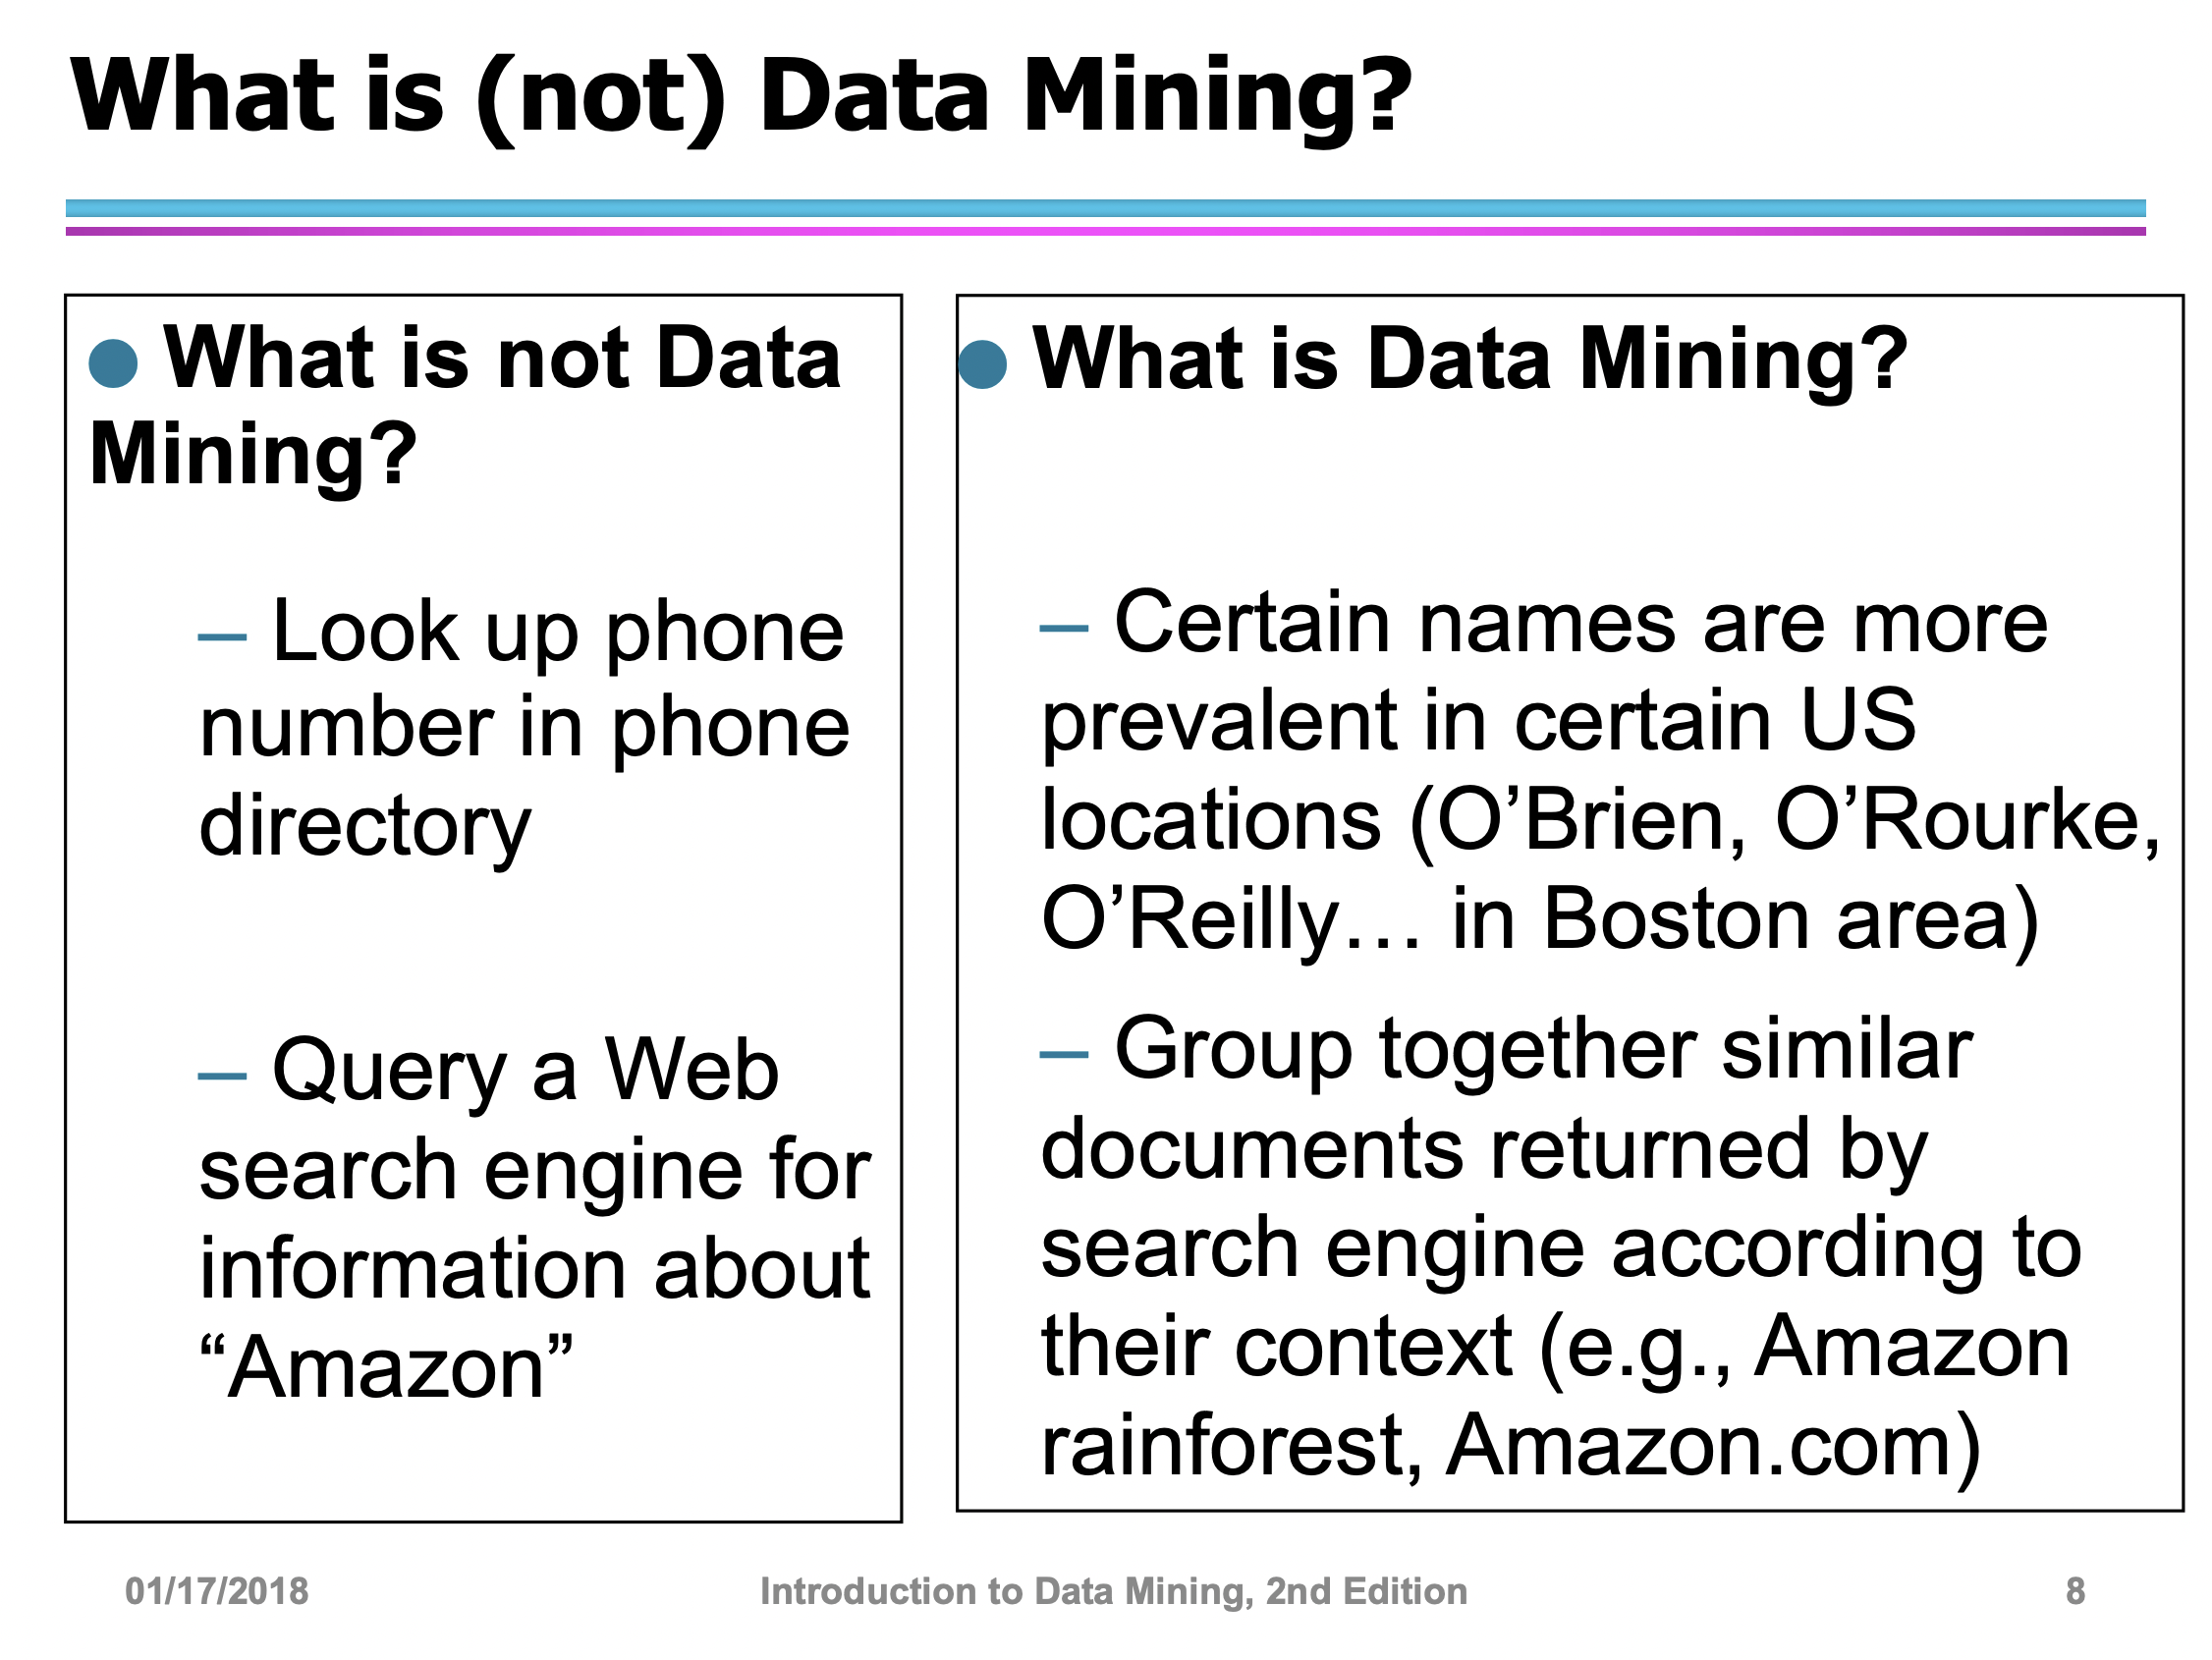 What is (not) Data Mining?
● What is not Data
Mining?
– Look up phone
number in phone
directory
– Query a Web
search engine for
information about
“Amazon”
● What is Data Mining?
– Certain names are more
prevalent in certain US
locations (O’Brien, O’Rourke,
O’Reilly… in Boston area)
– Group together similar
documents returned by
search engine according to
their context (e.g., Amazon
rainforest, Amazon.com)
01/17/2018
Introduction to Data Mining, 2nd Edition
8